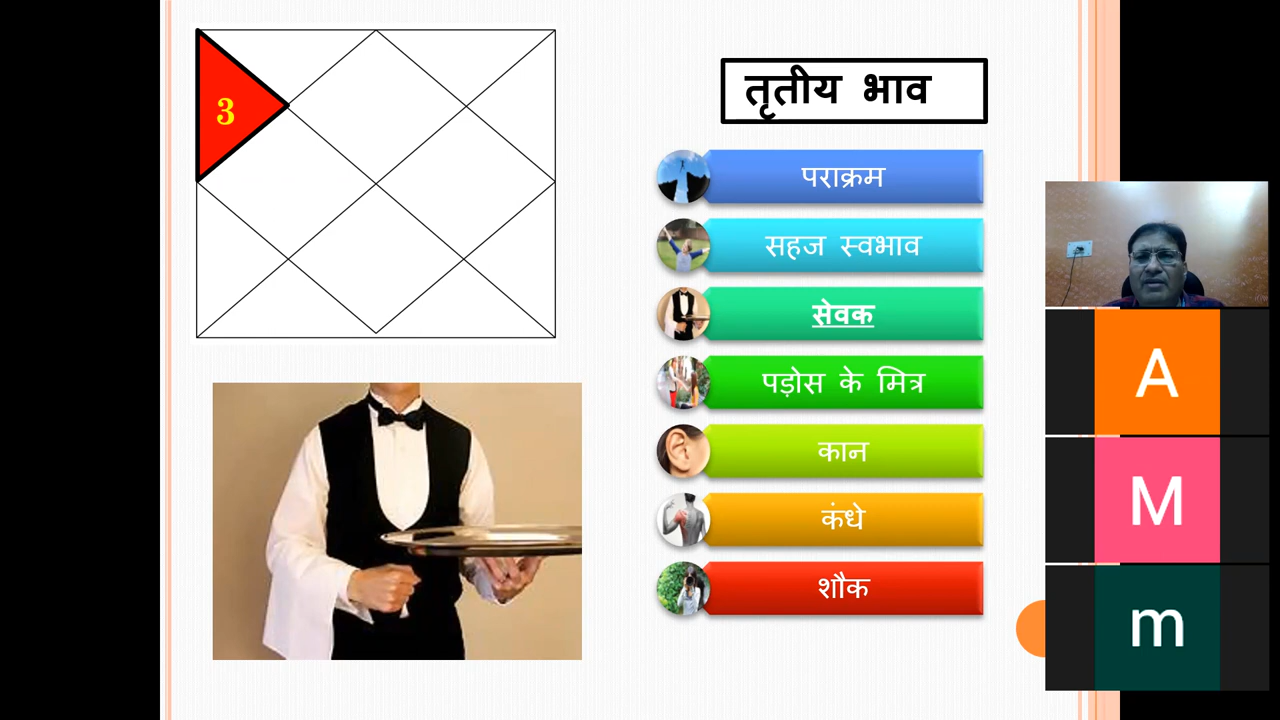 3
तृतीय भाव
पराक्रम
सहज स्वभाव
सेवक
पड़ोस के मित्र
कान
कंधे
शौक
A
M
m